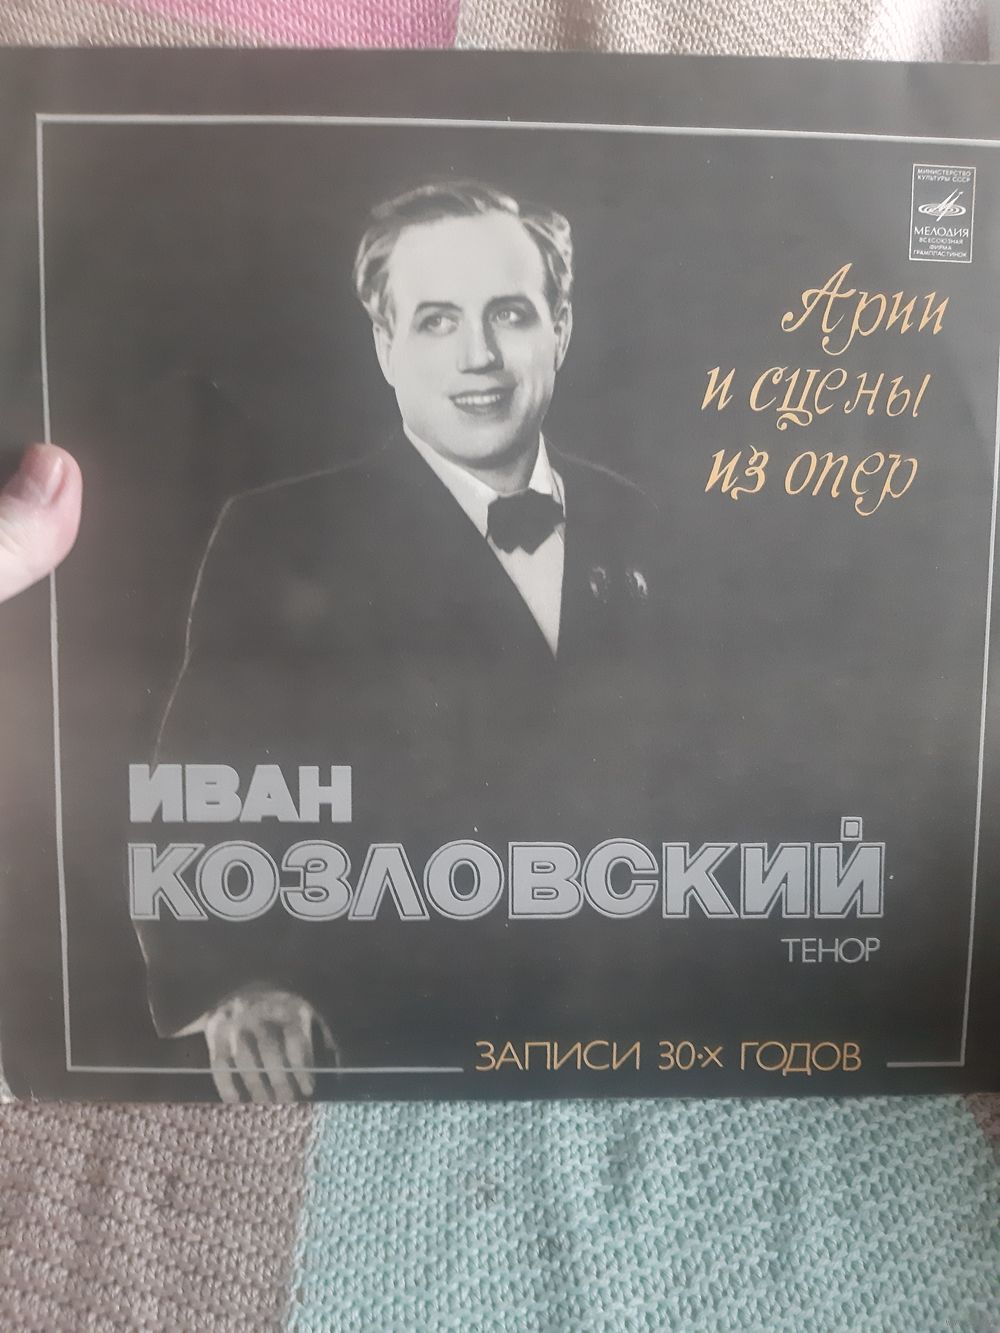 МИНИСТЕРСТВО
КУЛЬТУРЫ СССР
МЕЛОДИЯ
ВСЕСОЮЗНАЯ
ФИРМА
ГРАМПЛАСТИНОК
Арии
и сцены
из опер
ИВАН
КОЗЛОВСКИЙ
ТЕНОР
ЗАПИСИ 30-х ГОДОВ